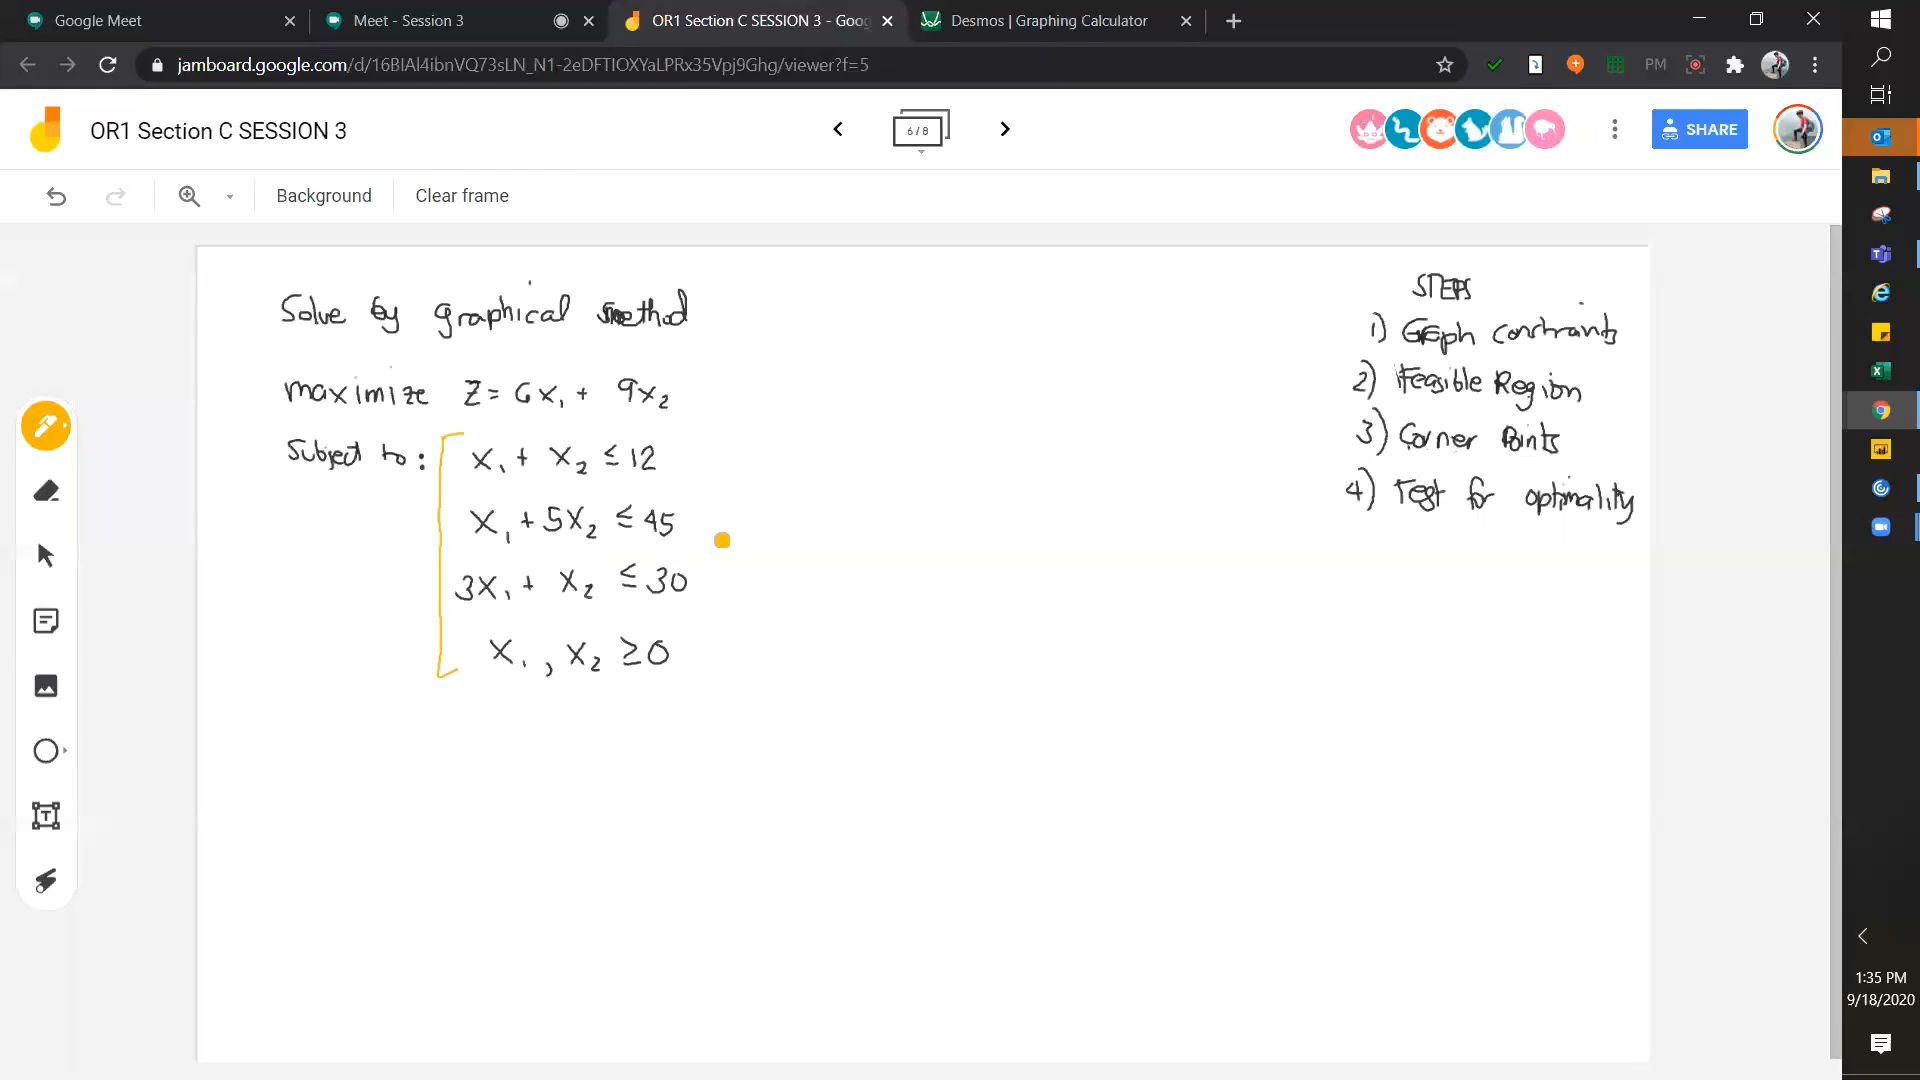 Google Meet
Meet - Session 3
OR1 Section C SESSION 3 - Goog
Desmos | Graphing Calculator
jamboard.google.com/d/16BIAl4ibnVQ73sLN_N1-2eDFTIOXYaLPRx35Vpj9Ghg/viewer?f=5
PM
OR1 Section C SESSION 3
6 / 8
SHARE
Background
Clear frame
Solve by graphical method
maximize Z = 6x₁ + 9x₂
Subject to :
x₁ + x₂ ≤ 12
x₁ + 5x₂ ≤ 45
3x₁ + x₂ ≤ 30
x₁ , x₂ ≥ 0
STEPS
1) Graph constraints
2) Feasible Region
3) Corner Points
4) Test for optimality
1:35 PM
9/18/2020